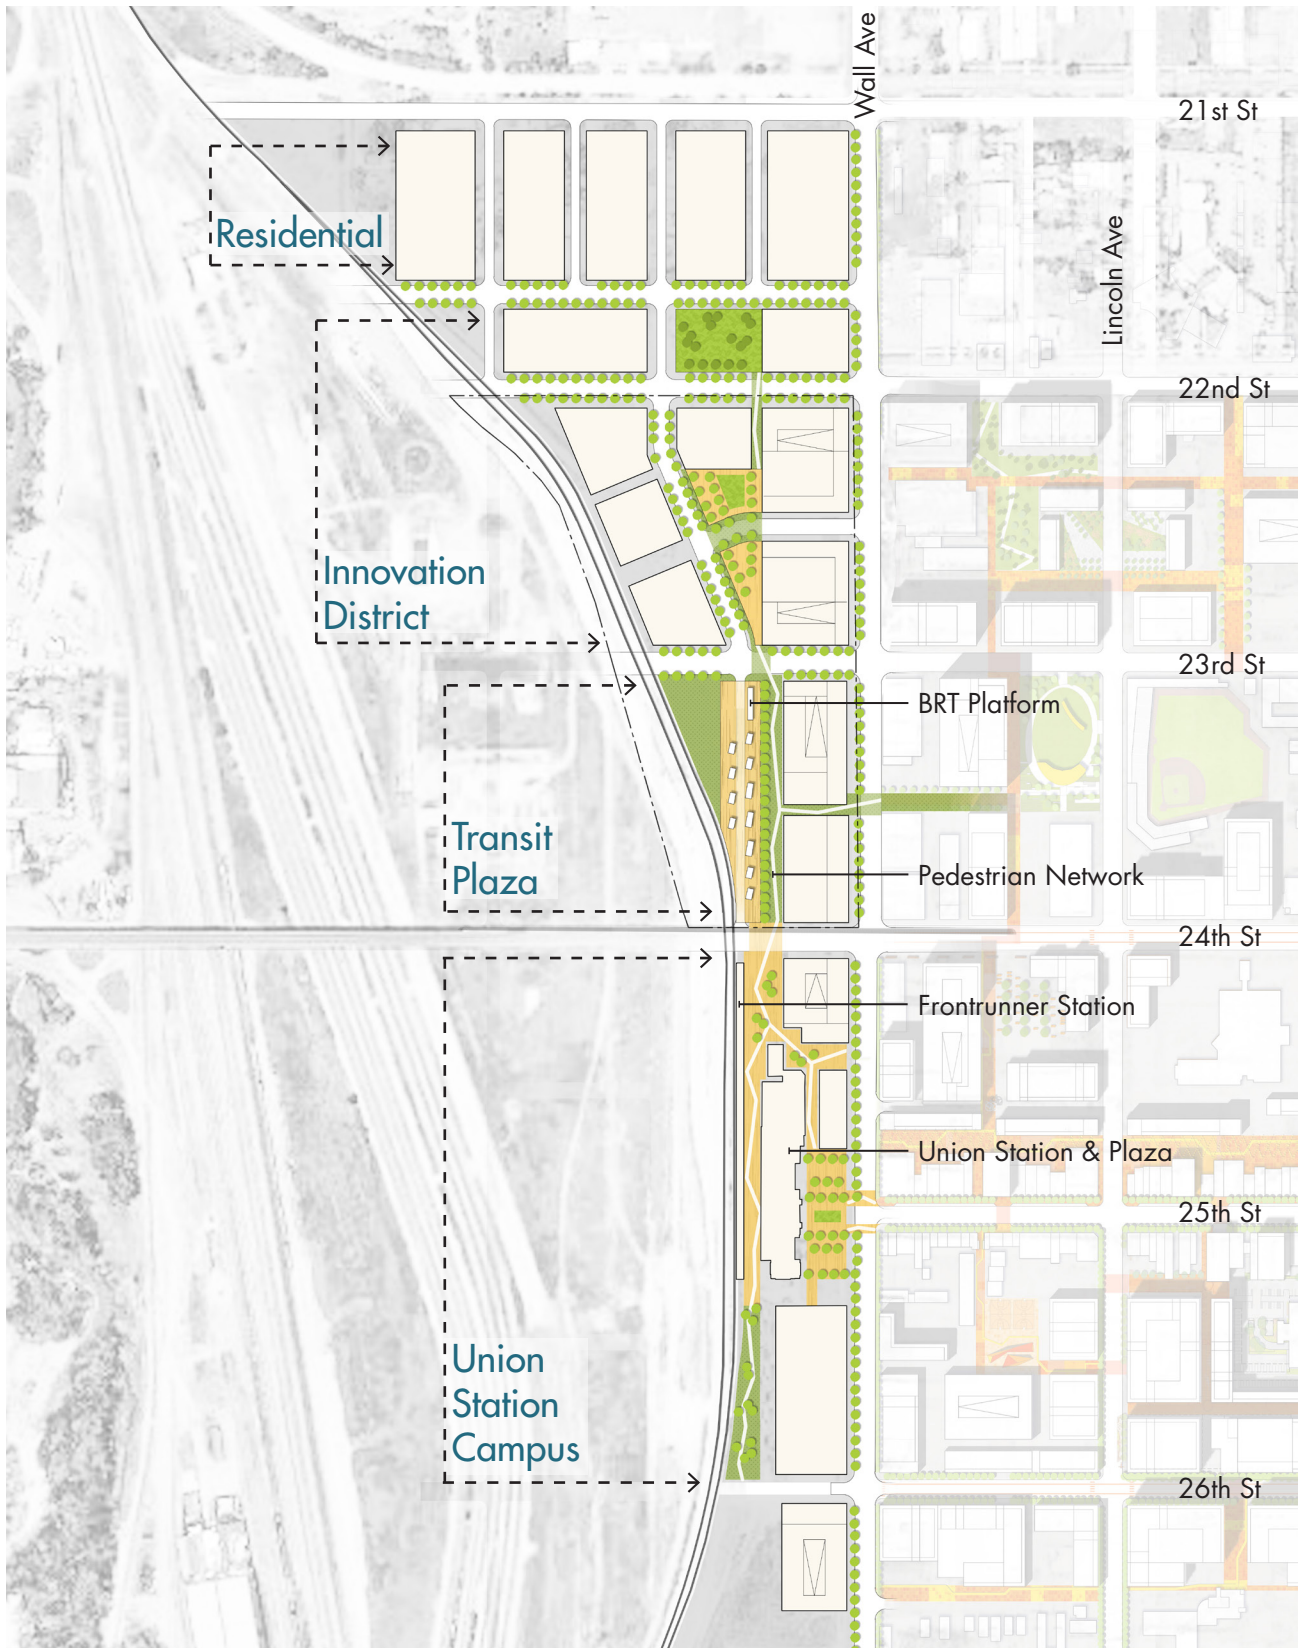 Wall Ave
21st St
Residential
Lincoln Ave
22nd St
Innovation
District
23rd St
BRT Platform
Transit
Plaza
Pedestrian Network
24th St
Frontrunner Station
Union Station & Plaza
25th St
Union
Station
Campus
26th St